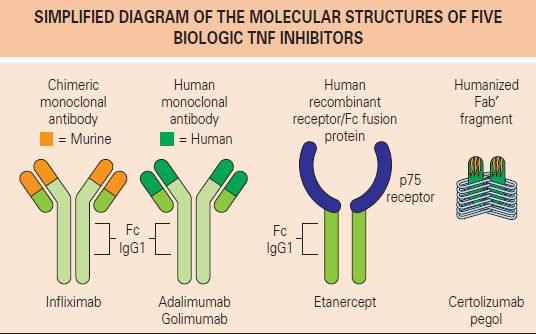 SIMPLIFIED DIAGRAM OF THE MOLECULAR STRUCTURES OF FIVE
BIOLOGIC TNF INHIBITORS
Chimeric
monoclonal
antibody
= Murine
Human
monoclonal
antibody
= Human
Human
recombinant
receptor/Fc fusion
protein
Humanized
Fab′
fragment
p75
receptor
Fc
IgG1
Fc
IgG1
Infliximab
Adalimumab
Golimumab
Etanercept
Certolizumab
pegol